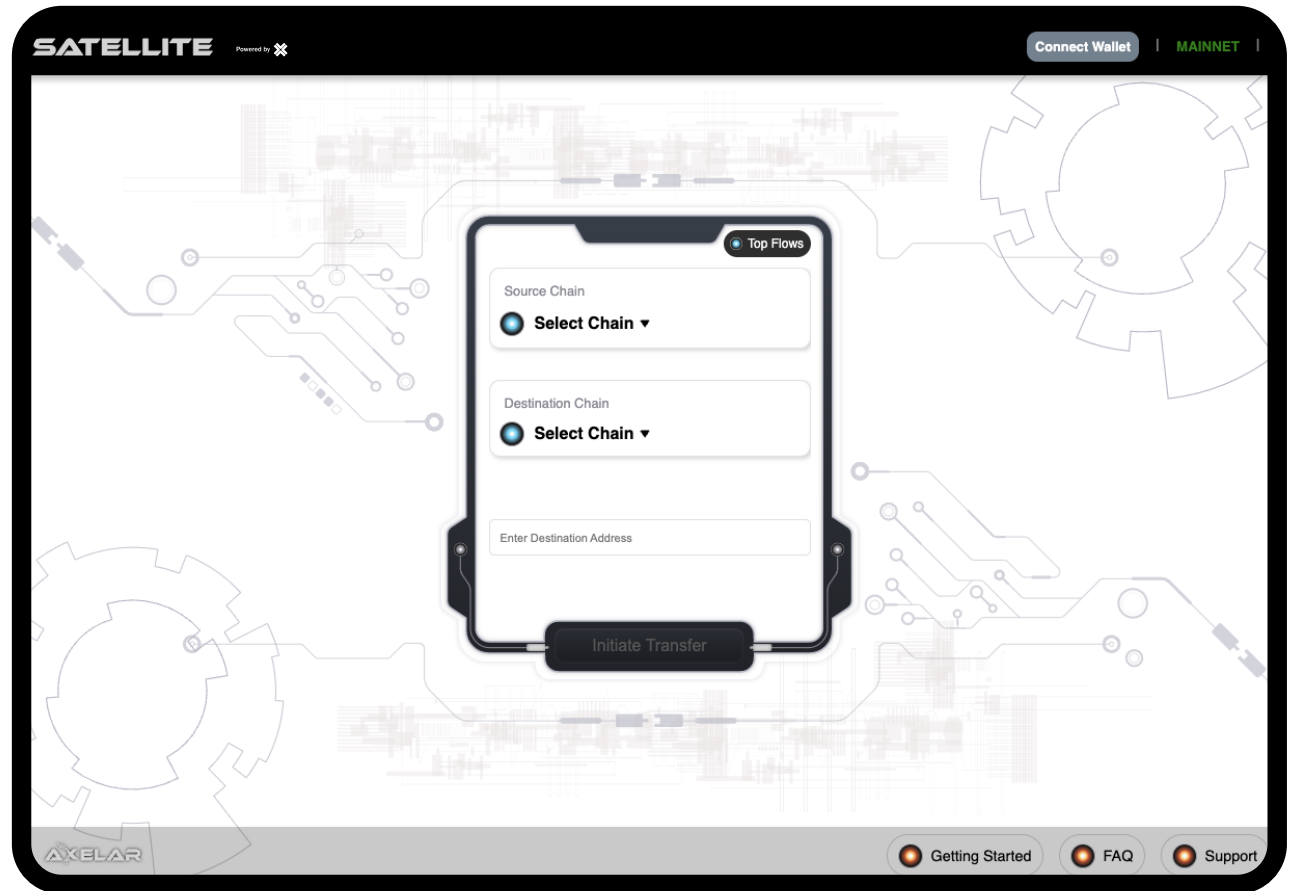 SATELLITE Powered by
Connect Wallet | MAINNET |
Top Flows
Source Chain
Select Chain
Destination Chain
Select Chain
Enter Destination Address
Initiate Transfer
AXELAR
Getting Started FAQ Support